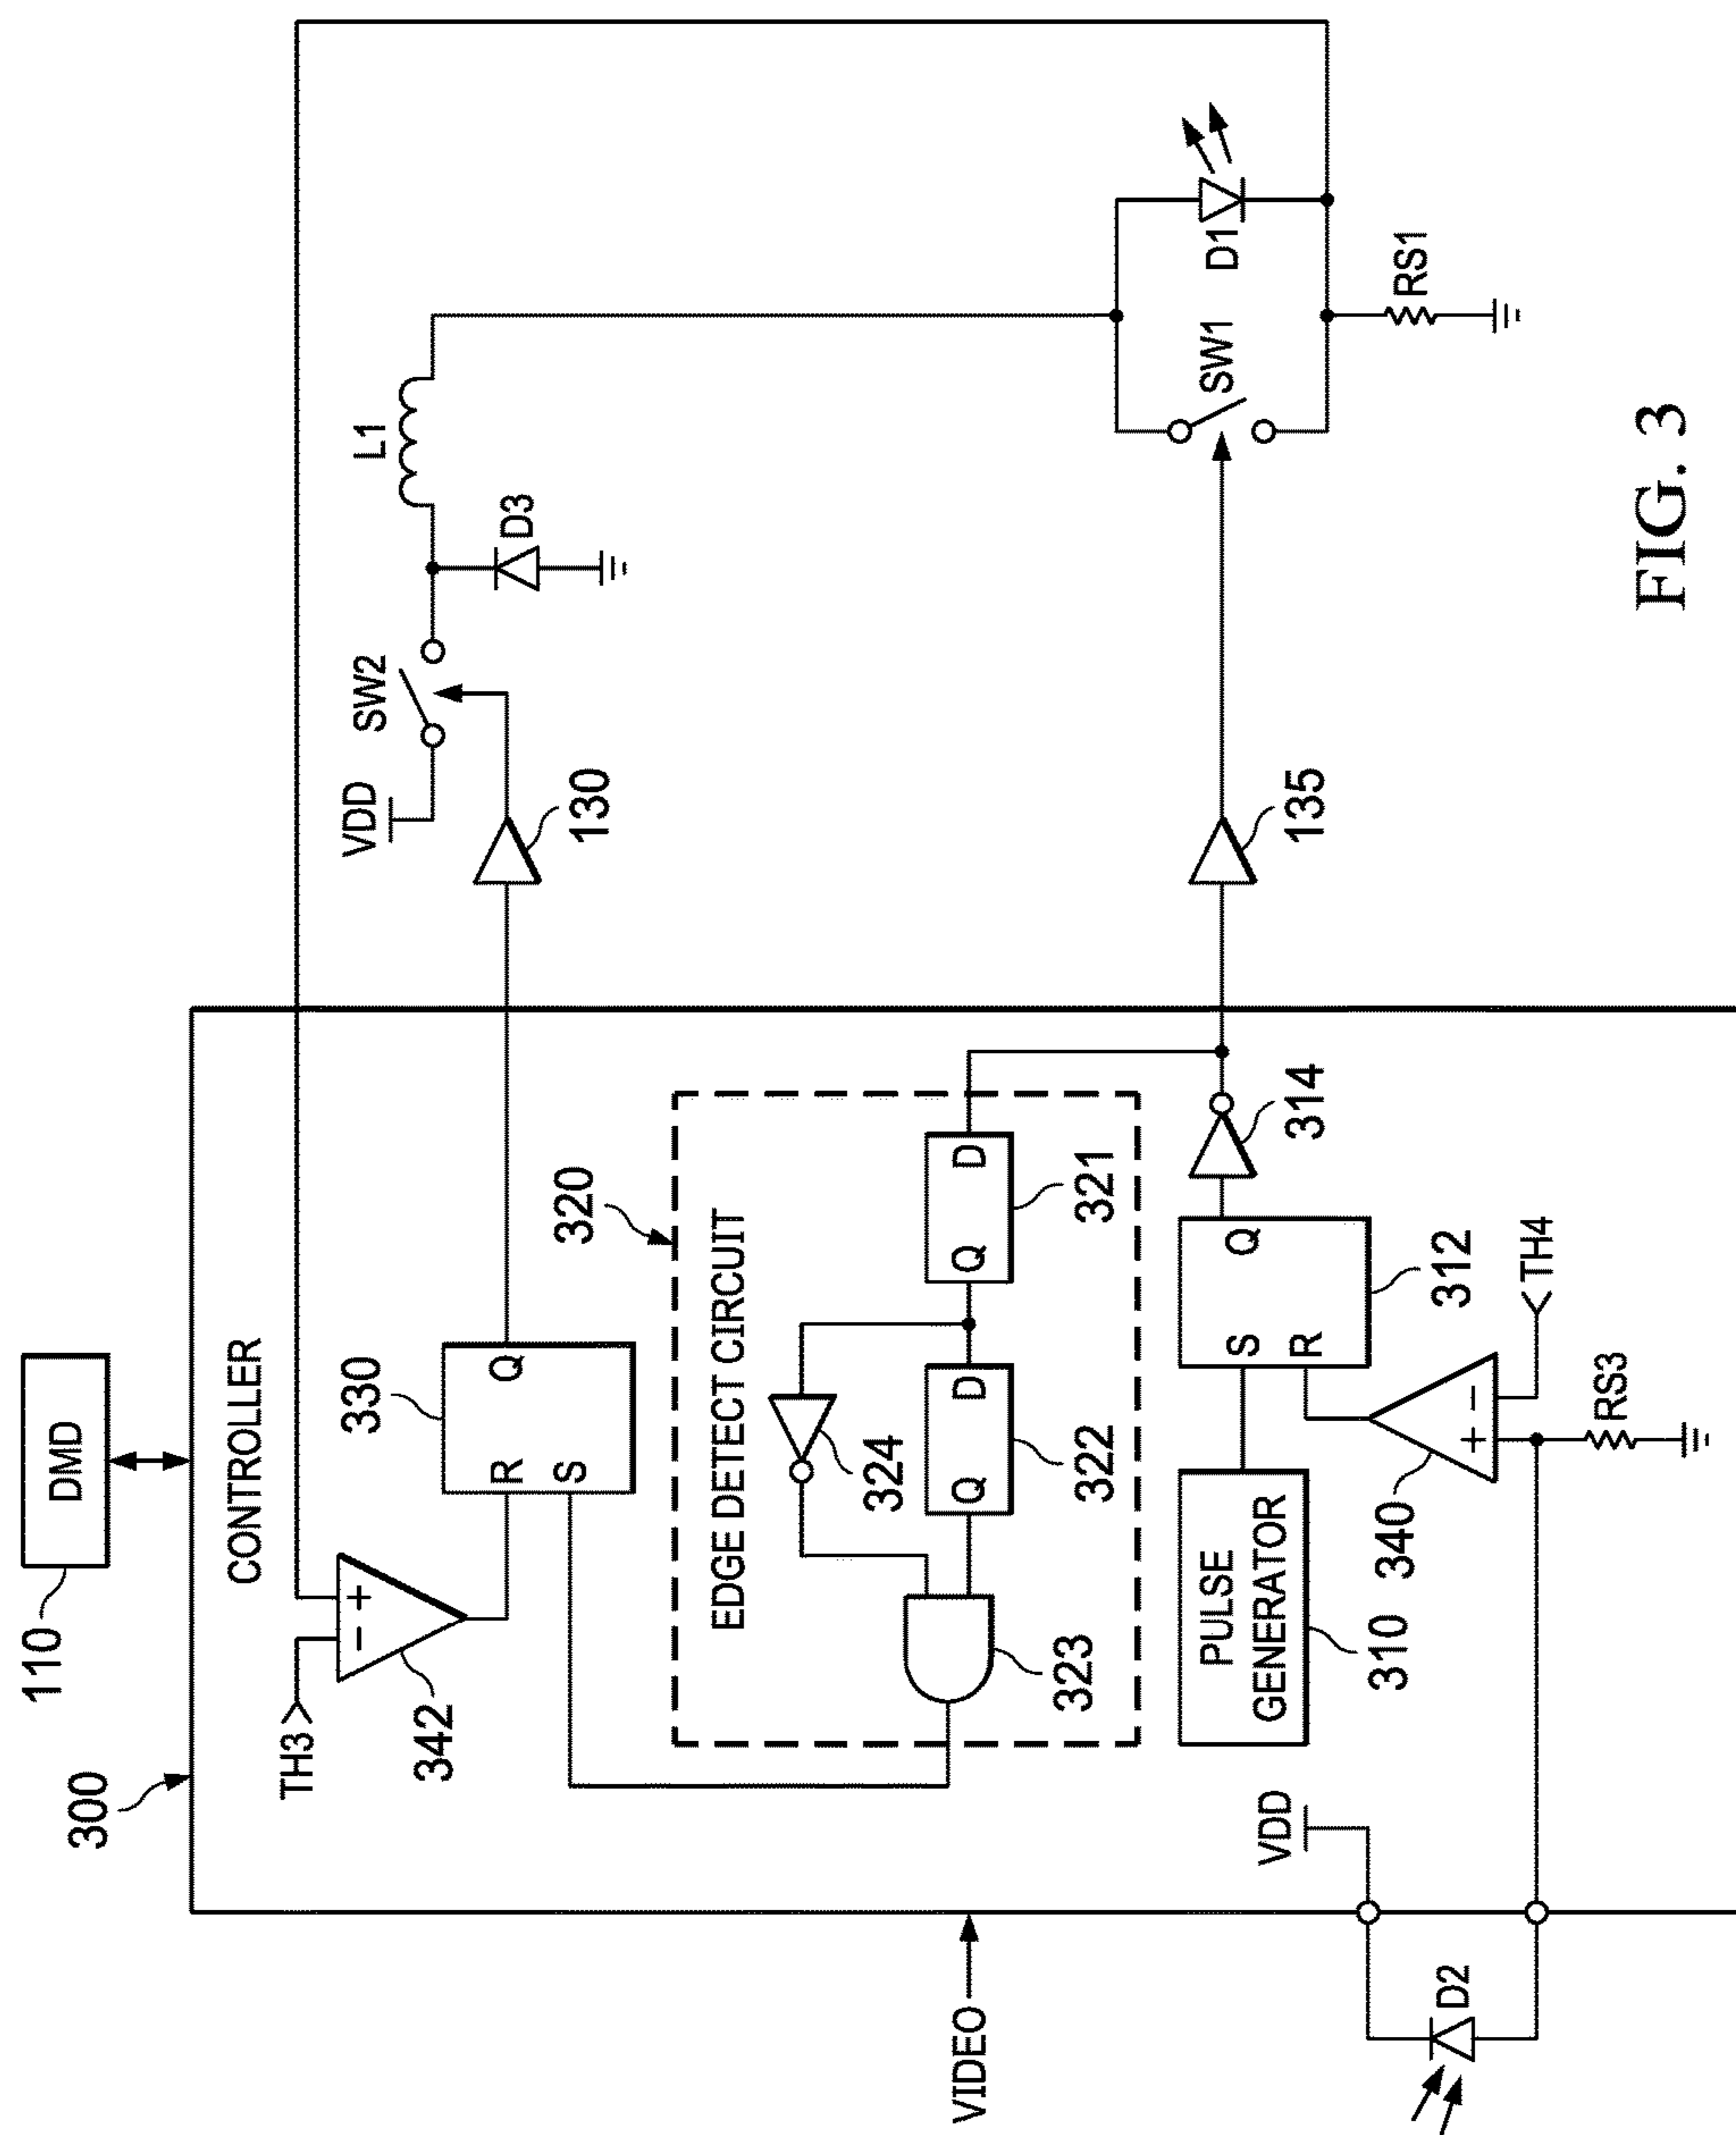 110
DMD
300
CONTROLLER
TH3
−
+
342
330
R
S
Q
130
VDD
SW2
D3
L1
320
EDGE DETECT CIRCUIT
324
323
Q
D
322
Q
D
321
VIDEO
PULSE
GENERATOR
310
S
R
Q
312
314
135
SW1
D1
RS1
VDD
D2
340
+
−
TH4
RS3
FIG. 3